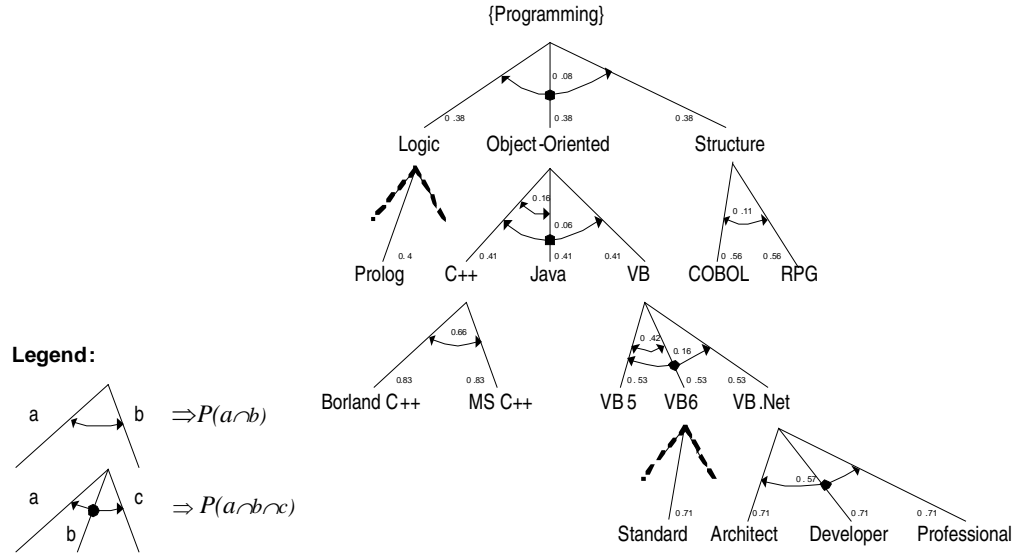 {Programming}
0 .08
0 .38
0.38
0.38
Logic
Object-Oriented
Structure
0.16
0 .11
0.06
0. 4
0.41
0.41
0.41
0 .56
0.56
Prolog
C++
Java
VB
COBOL
RPG
0.66
0 .42
0.16
Legend:
0.83
0.83
0.53
0 .53
0.53
Borland C++
MS C++
VB 5
VB6
VB .Net
a
b
⇒P(a∩b)
0. 57
a
c
⇒ P(a∩b∩c)
b
0.71
0.71
0.71
0 .71
Standard
Architect
Developer
Professional